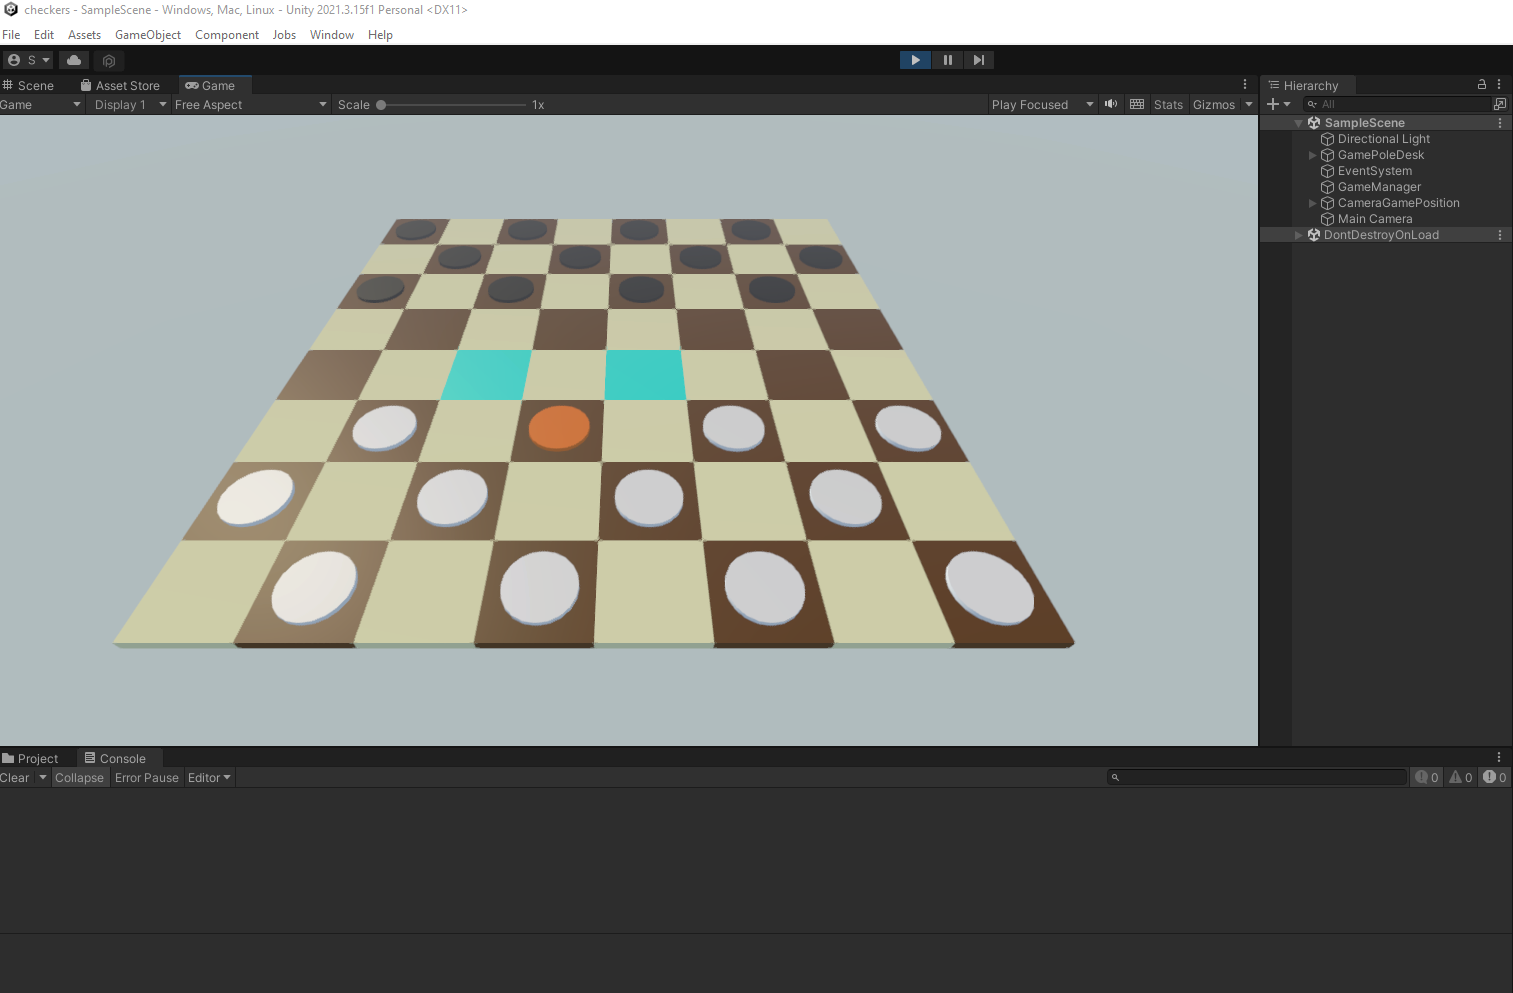 checkers - SampleScene - Windows, Mac, Linux - Unity 2021.3.15f1 Personal <DX11>
File Edit Assets GameObject Component Jobs Window Help
S
Scene Asset Store Game
Game Display 1 Free Aspect Scale 1x Play Focused Stats Gizmos
Hierarchy
All
SampleScene
Directional Light
GamePoleDesk
EventSystem
GameManager
CameraGamePosition
Main Camera
DontDestroyOnLoad
Project Console
Clear Collapse Error Pause Editor 0 0 0